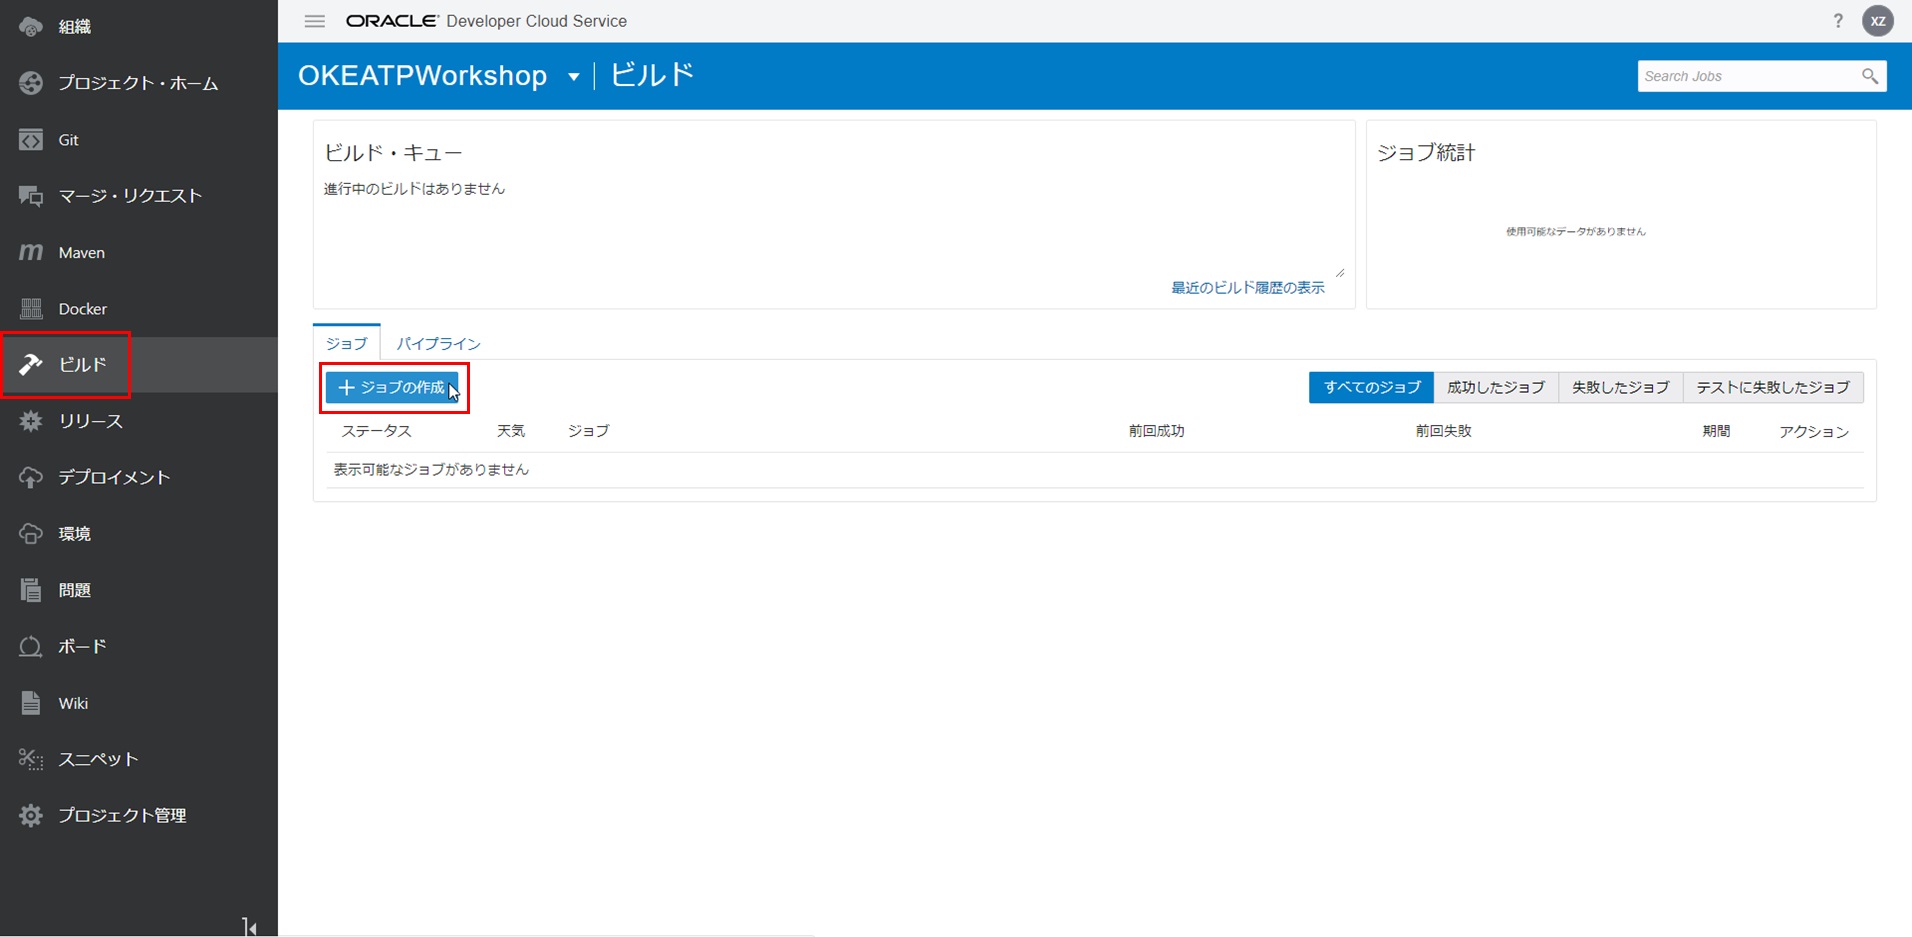 組織
プロジェクト・ホーム
Git
マージ・リクエスト
Maven
Docker
ビルド
リリース
デプロイメント
環境
問題
ボード
Wiki
スニペット
プロジェクト管理
ORACLE Developer Cloud Service
? XZ
OKEATPWorkshop ビルド
Search Jobs
ビルド・キュー
進行中のビルドはありません
最近のビルド履歴の表示
ジョブ統計
使用可能なデータがありません
ジョブ パイプライン
ジョブの作成
すべてのジョブ 成功したジョブ 失敗したジョブ テストに失敗したジョブ
ステータス 天気 ジョブ 前回成功 前回失敗 期間 アクション
表示可能なジョブがありません